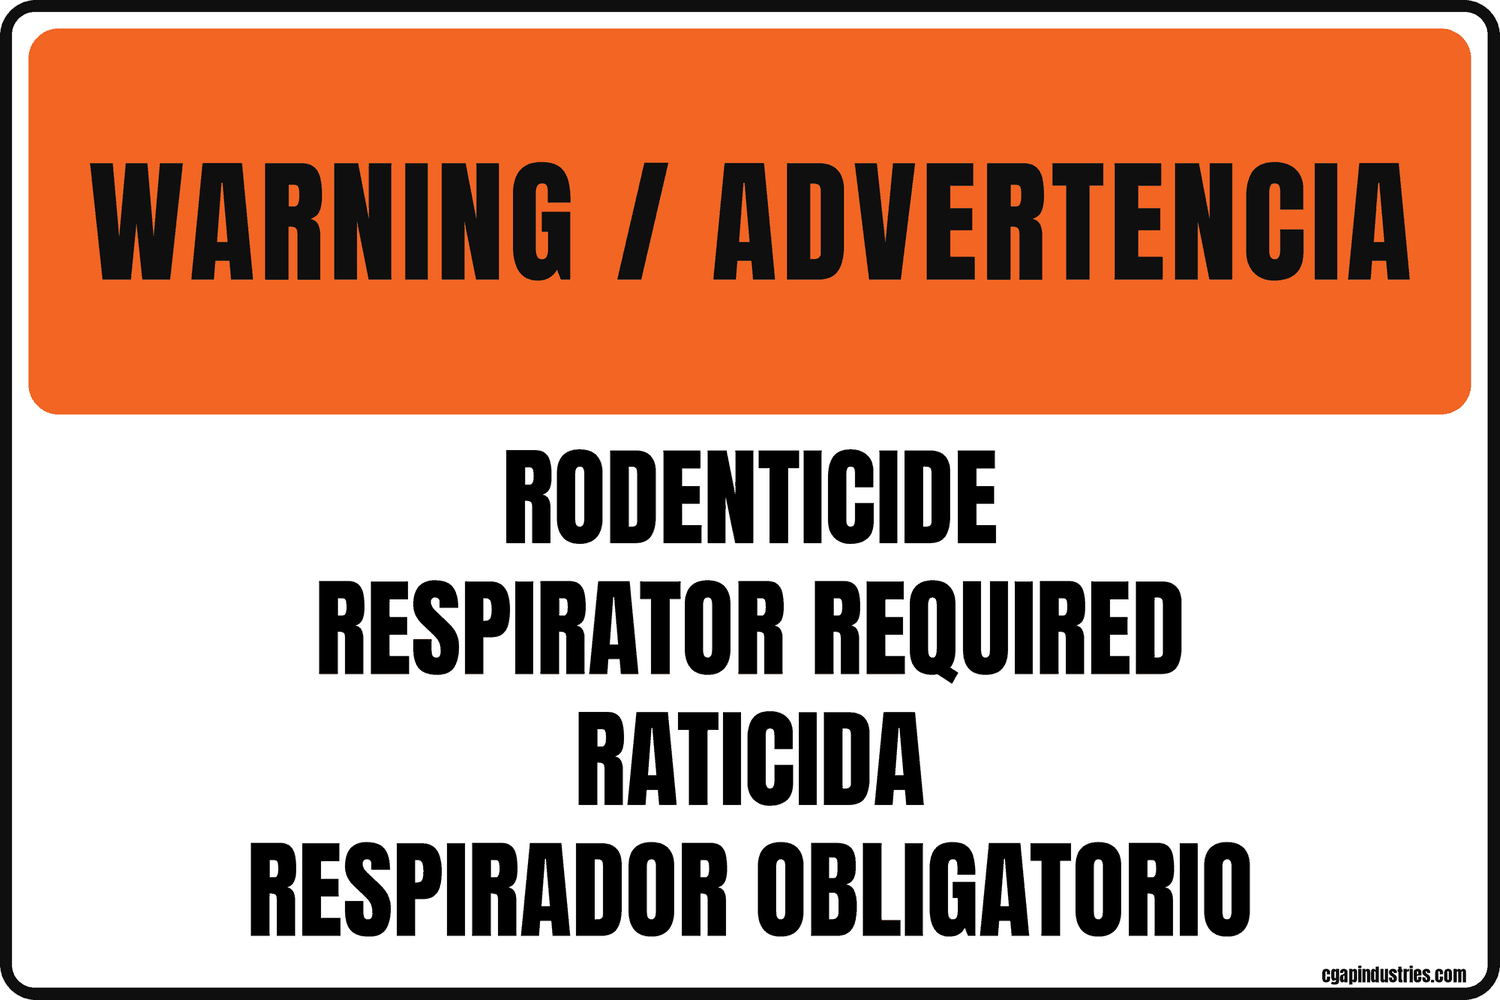 WARNING / ADVERTENCIA
RODENTICIDE
RESPIRATOR REQUIRED
RATICIDA
RESPIRADOR OBLIGATORIO
cgapindustries.com